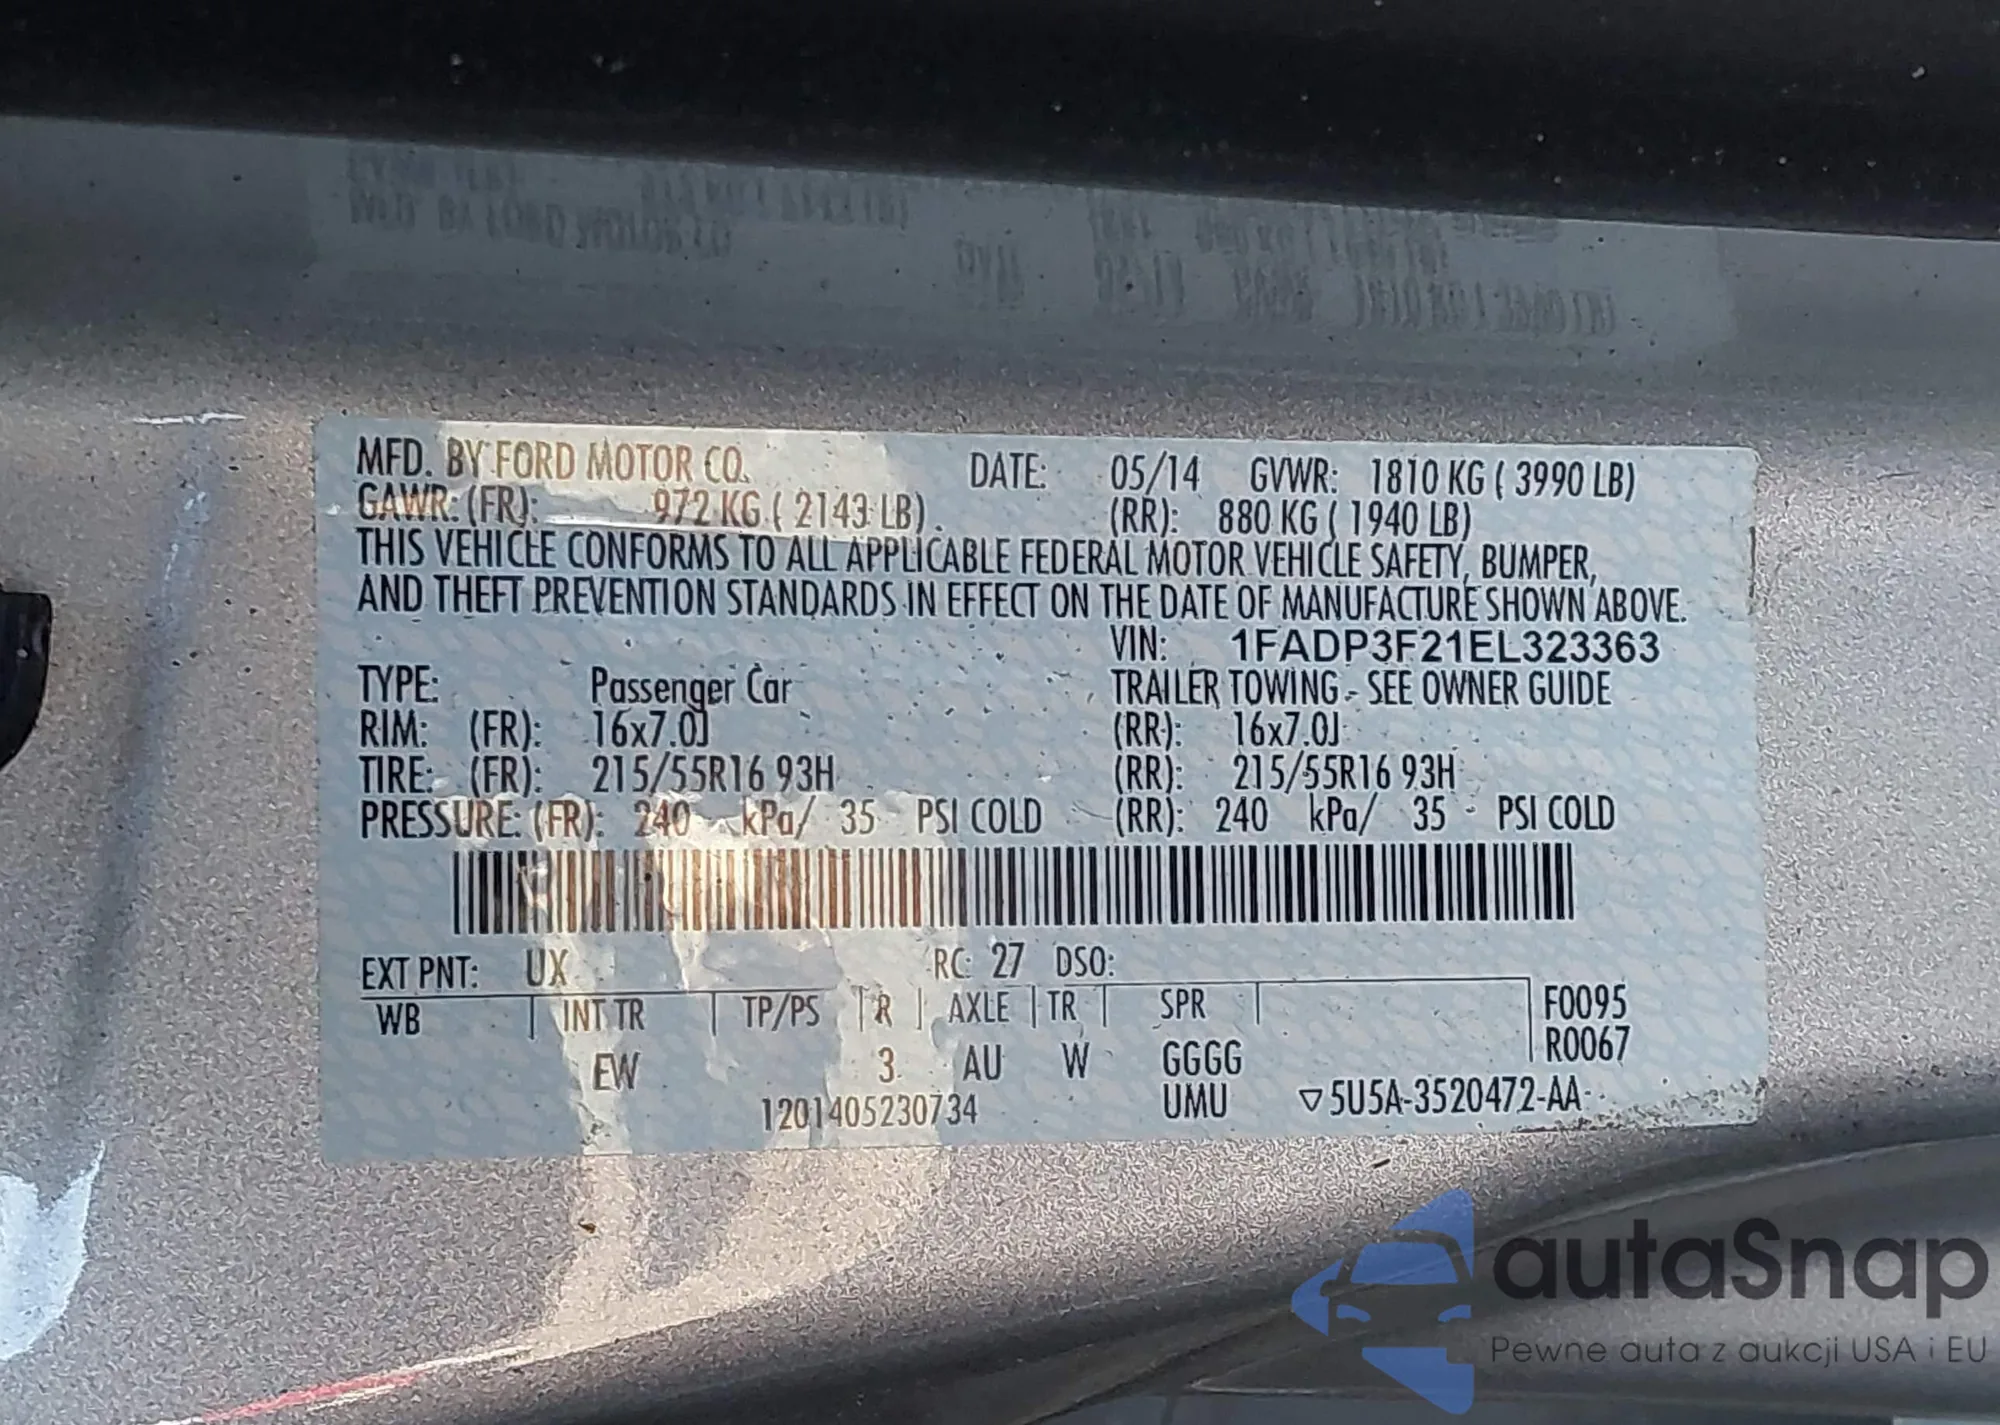 MFD. BY FORD MOTOR CO. DATE: 05/14 GVWR: 1810 KG ( 3990 LB)
GAWR: (FR): 972 KG ( 2143 LB) (RR): 880 KG ( 1940 LB)
THIS VEHICLE CONFORMS TO ALL APPLICABLE FEDERAL MOTOR VEHICLE SAFETY, BUMPER,
AND THEFT PREVENTION STANDARDS IN EFFECT ON THE DATE OF MANUFACTURE SHOWN ABOVE.
VIN: 1FADP3F21EL323363
TYPE: Passenger Car TRAILER TOWING - SEE OWNER GUIDE
RIM: (FR): 16x7.0J (RR): 16x7.0J
TIRE: (FR): 215/55R16 93H (RR): 215/55R16 93H
PRESSURE: (FR): 240 kPa/ 35 PSI COLD (RR): 240 kPa/ 35 PSI COLD
EXT PNT: UX RC: 27 DSO:
WB INT TR TP/PS R AXLE TR SPR F0095
R0067
EW 3 AU W GGGG
1201405230734 UMU ▽5U5A-3520472-AA
autaSnap
Pewne auta z aukcji USA i EU